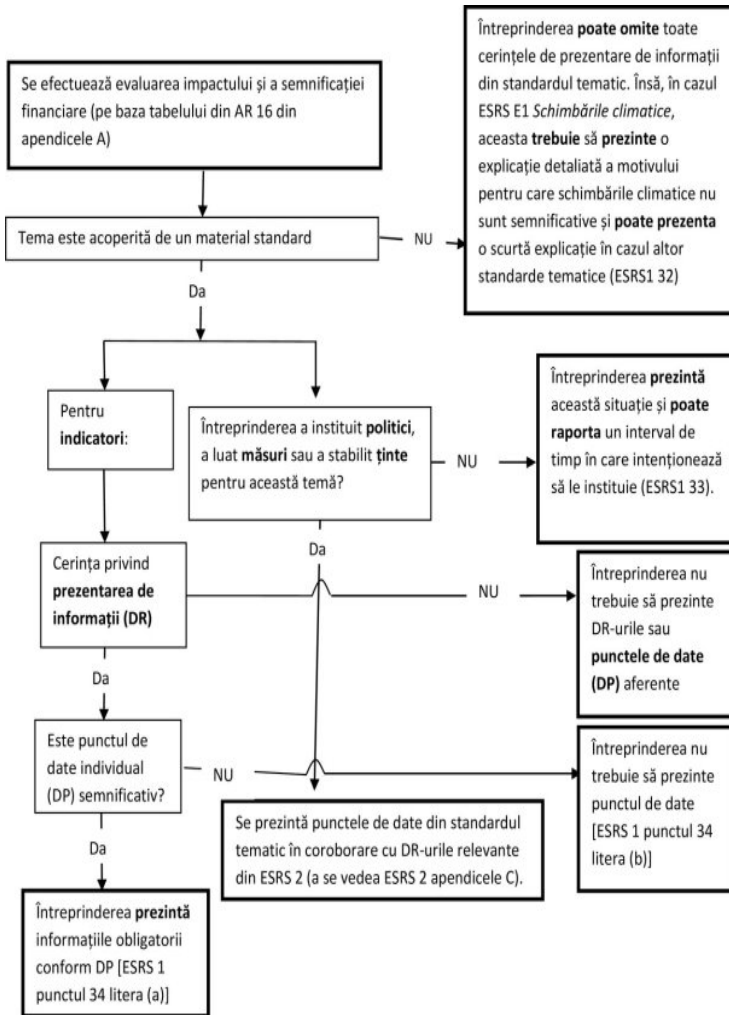 Se efectuează evaluarea impactului și a semnificației
financiare (pe baza tabelului din AR 16 din
apendicele A)
Tema este acoperită de un material standard
NU
Întreprinderea poate omite toate
cerințele de prezentare de informații
din standardul tematic. Însă, în cazul
ESRS E1 Schimbările climatice,
aceasta trebuie să prezinte o
explicație detaliată a motivului
pentru care schimbările climatice nu
sunt semnificative și poate prezenta
o scurtă explicație în cazul altor
standarde tematice (ESRS1 32)
Da
Pentru
indicatori:
Întreprinderea a instituit politici,
a luat măsuri sau a stabilit ținte
pentru această temă?
NU
Întreprinderea prezintă
această situație și poate
raporta un interval de
timp în care intenționează
să le instituie (ESRS1 33).
Da
Cerința privind
prezentarea de
informații (DR)
NU
Întreprinderea nu
trebuie să prezinte
DR-urile sau
punctele de date
(DP) aferente
Da
Este punctul de
date individual
(DP) semnificativ?
NU
Întreprinderea nu
trebuie să prezinte
punctul de date
[ESRS 1 punctul 34
litera (b)]
Se prezintă punctele de date din standardul
tematic în coroborare cu DR-urile relevante
din ESRS 2 (a se vedea ESRS 2 apendicele C).
Da
Întreprinderea prezintă
informațiile obligatorii
conform DP [ESRS 1
punctul 34 litera (a)]